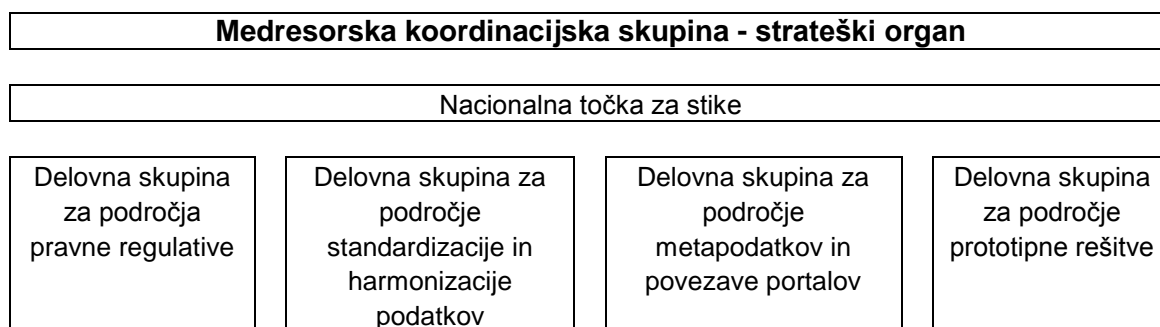 Medresorska koordinacijska skupina - strateški organ
Nacionalna točka za stike
Delovna skupina
za področja
pravne regulative
Delovna skupina za
področje
standardizacije in
harmonizacije
podatkov
Delovna skupina za
področje
metapodatkov in
povezave portalov
Delovna skupina
za področje
prototipne rešitve